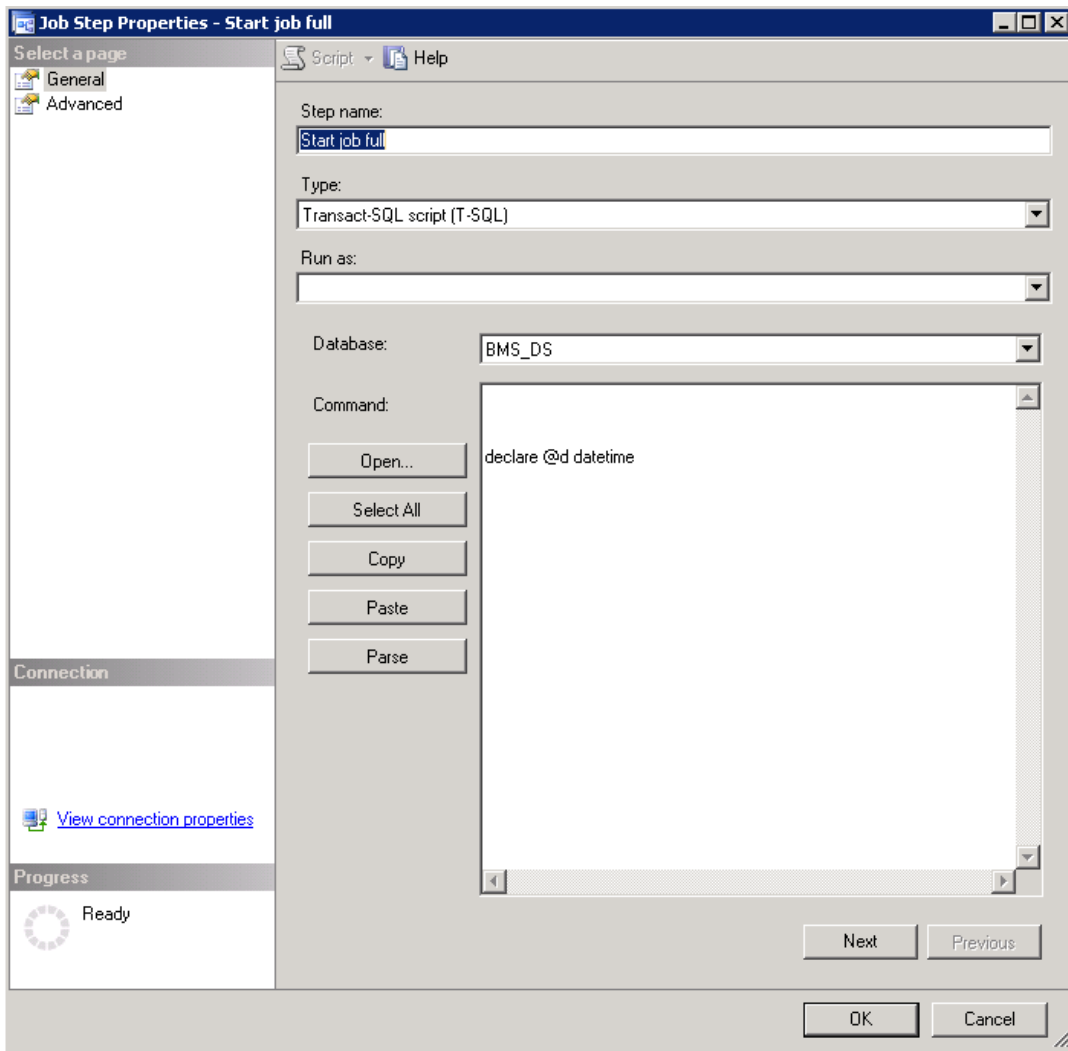 Job Step Properties - Start job full
Select a page
General
Advanced
Script
Help
Step name:
Start job full
Type:
Transact-SQL script (T-SQL)
Run as:
Database:
BMS_DS
Command:
declare @d datetime
Open...
Select All
Copy
Paste
Parse
Connection
View connection properties
Progress
Ready
Next
Previous
OK
Cancel